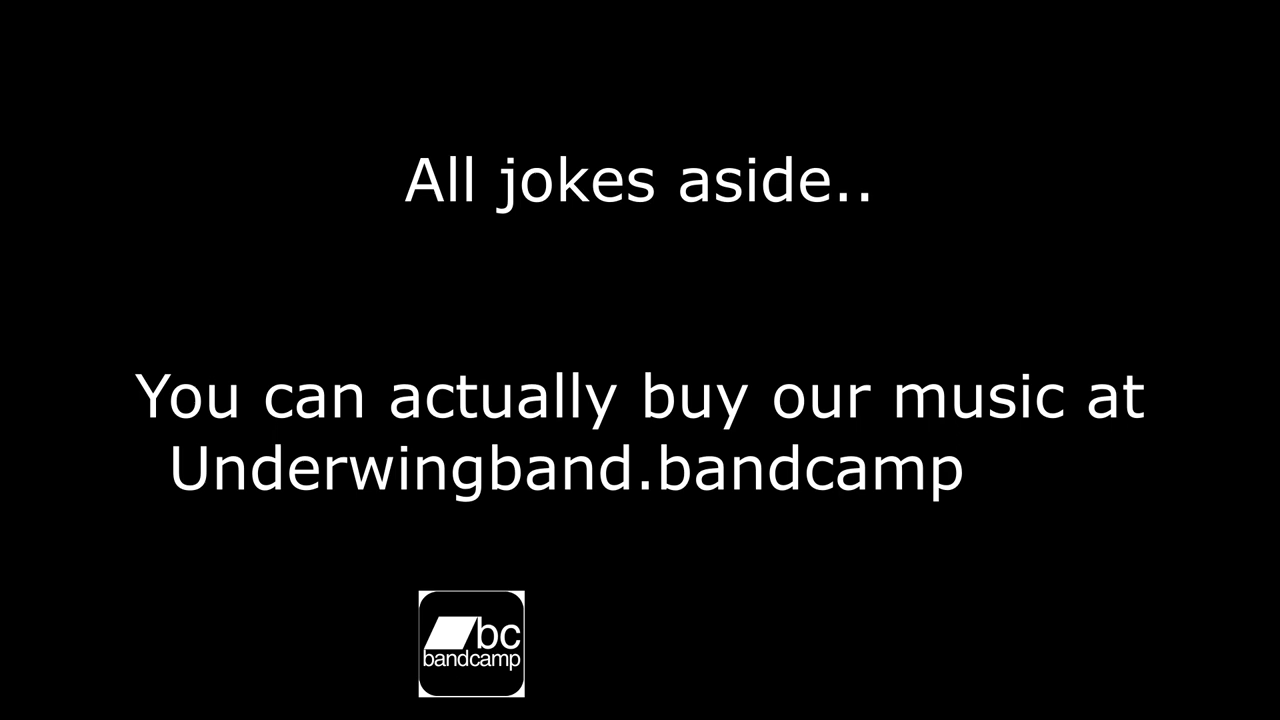 All jokes aside..
You can actually buy our music at
Underwingband.bandcamp
bc
bandcamp